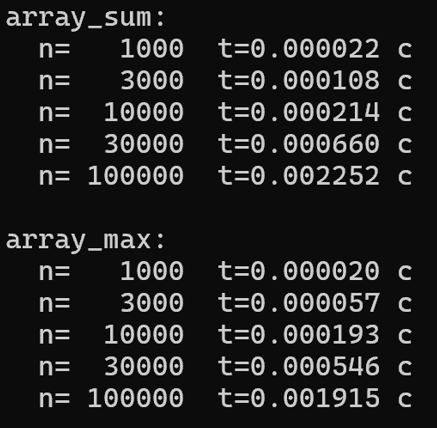 array_sum:
  n=   1000  t=0.000022 с
  n=   3000  t=0.000108 с
  n=  10000  t=0.000214 с
  n=  30000  t=0.000660 с
  n= 100000  t=0.002252 с

array_max:
  n=   1000  t=0.000020 с
  n=   3000  t=0.000057 с
  n=  10000  t=0.000193 с
  n=  30000  t=0.000546 с
  n= 100000  t=0.001915 с